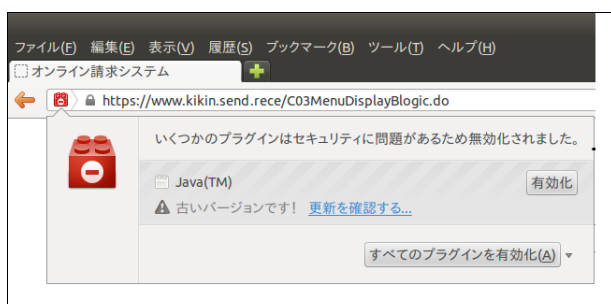 ファイル(F) 編集(E) 表示(V) 履歴(S) ブックマーク(B) ツール(T) ヘルプ(H)
オンライン請求システム
https://www.kikin.send.rece/C03MenuDisplayBlogic.do
いくつかのプラグインはセキュリティに問題があるため無効化されました。
Java(TM) 有効化
古いバージョンです! 更新を確認する...
すべてのプラグインを有効化(A)